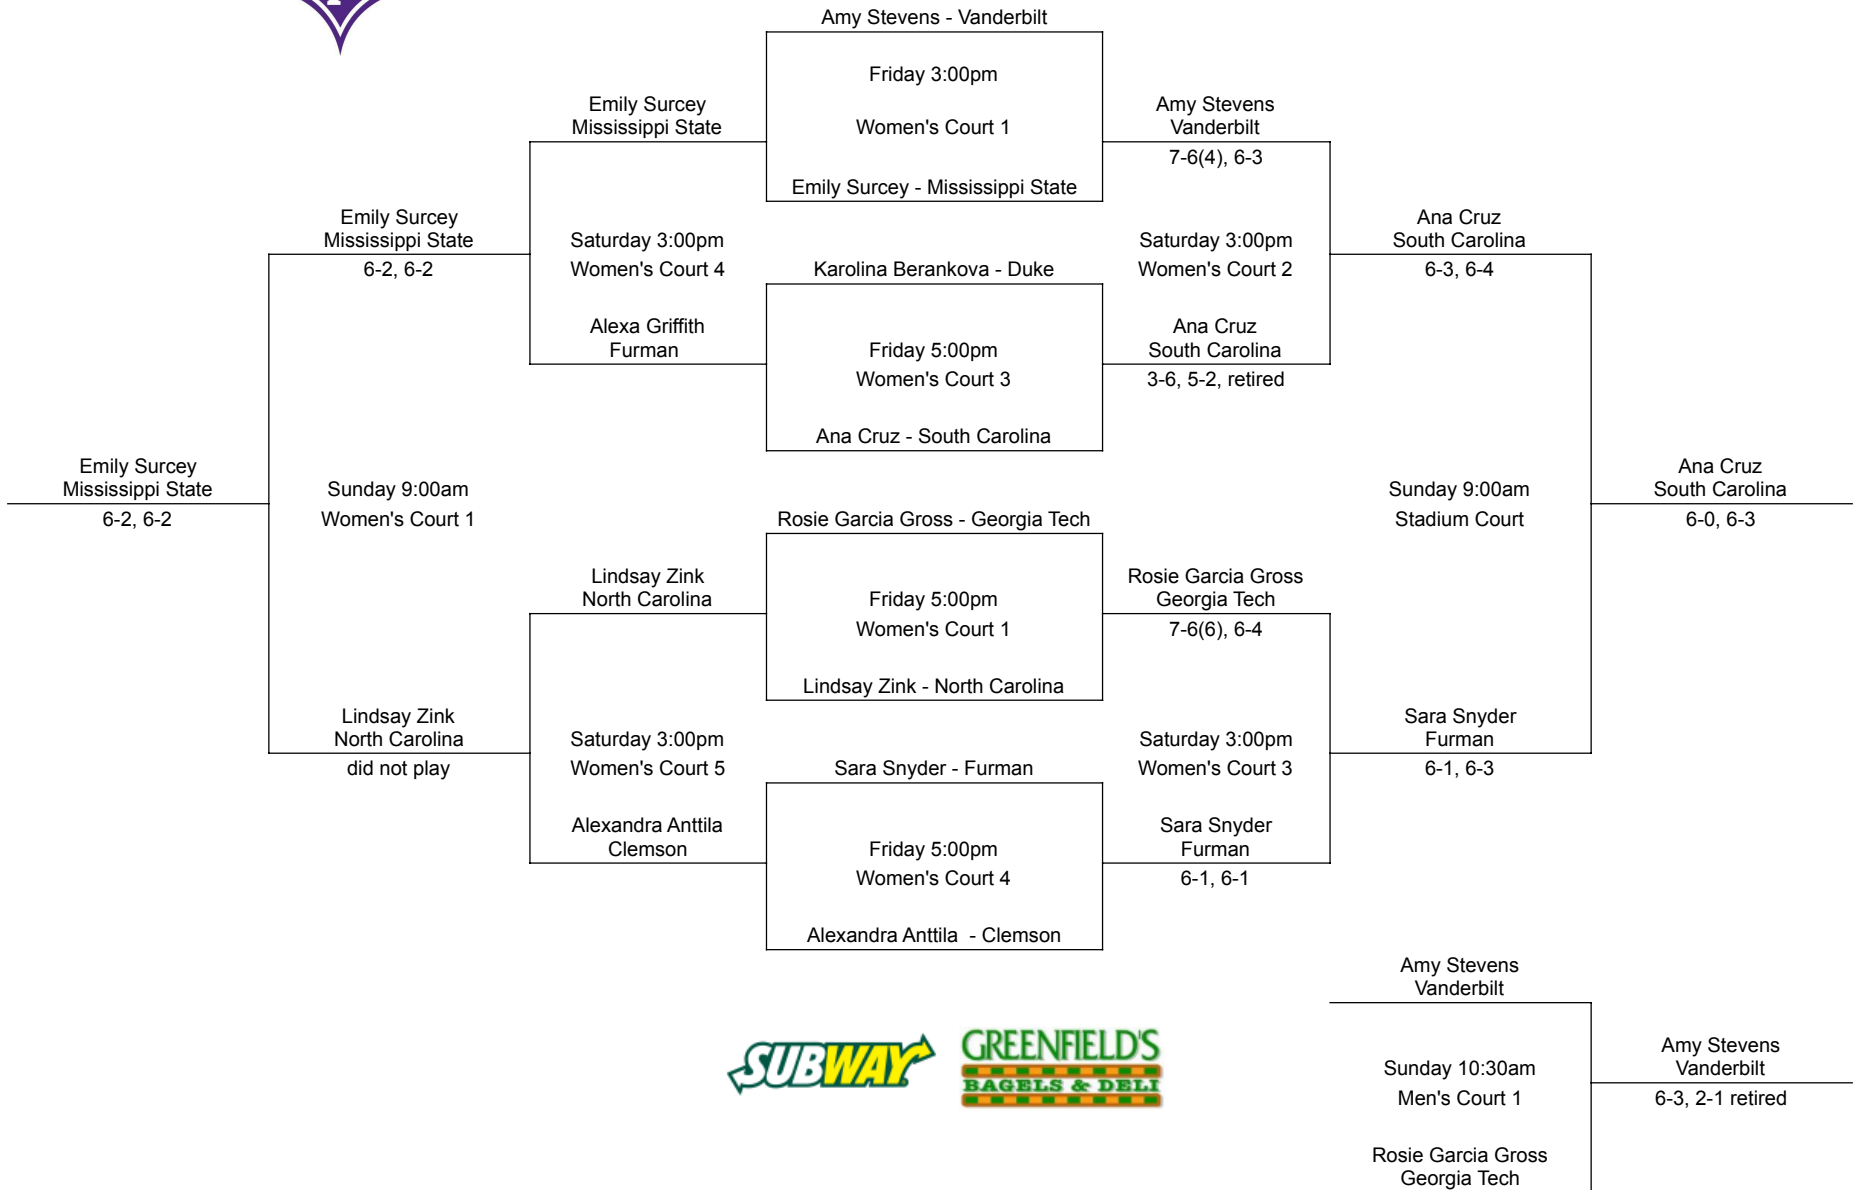 Amy Stevens - Vanderbilt
Friday 3:00pm
Women's Court 1
Emily Surcey - Mississippi State
Emily Surcey
Mississippi State
Amy Stevens
Vanderbilt
7-6(4), 6-3
Emily Surcey
Mississippi State
6-2, 6-2
Saturday 3:00pm
Women's Court 4
Karolina Berankova - Duke
Saturday 3:00pm
Women's Court 2
Ana Cruz
South Carolina
6-3, 6-4
Alexa Griffith
Furman
Friday 5:00pm
Women's Court 3
Ana Cruz
South Carolina
3-6, 5-2, retired
Ana Cruz - South Carolina
Emily Surcey
Mississippi State
6-2, 6-2
Sunday 9:00am
Women's Court 1
Sunday 9:00am
Stadium Court
Ana Cruz
South Carolina
6-0, 6-3
Rosie Garcia Gross - Georgia Tech
Lindsay Zink
North Carolina
Friday 5:00pm
Women's Court 1
Rosie Garcia Gross
Georgia Tech
7-6(6), 6-4
Lindsay Zink - North Carolina
Lindsay Zink
North Carolina
did not play
Saturday 3:00pm
Women's Court 5
Sara Snyder - Furman
Saturday 3:00pm
Women's Court 3
Sara Snyder
Furman
6-1, 6-3
Alexandra Anttila
Clemson
Friday 5:00pm
Women's Court 4
Sara Snyder
Furman
6-1, 6-1
Alexandra Anttila  - Clemson
Amy Stevens
Vanderbilt
SUBWAY
GREENFIELD'S
BAGELS & DELI
Sunday 10:30am
Men's Court 1
Amy Stevens
Vanderbilt
6-3, 2-1 retired
Rosie Garcia Gross
Georgia Tech